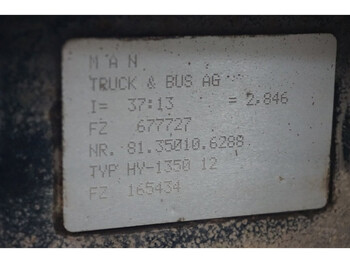 M A N
TRUCK & BUS AG
I= 37:13 = 2.846
FZ 677727
NR. 81.35010.6288
TYP HY-1350 12
FZ 165434